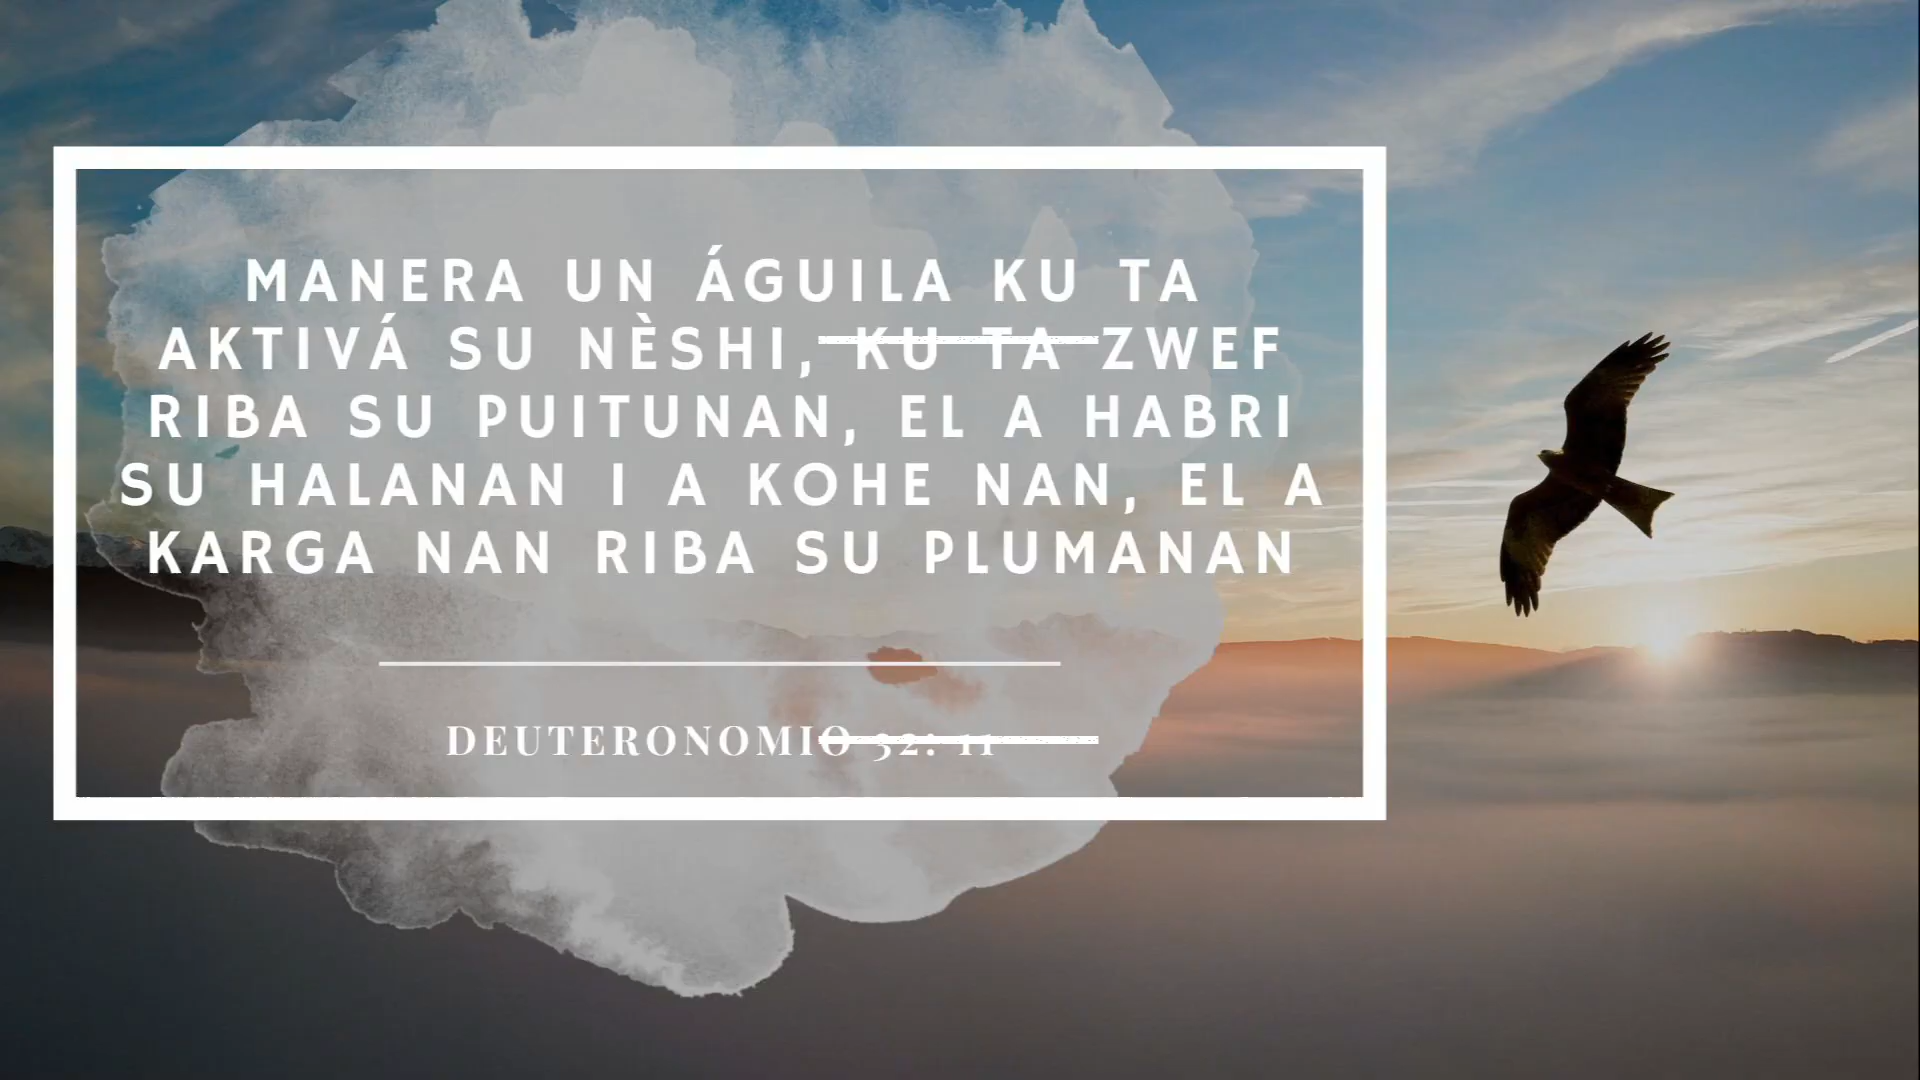 MANERA UN ÁGUILA KU TA
AKTIVÁ SU NÈSHI, KU TA ZWEF
RIBA SU PUITUNAN, EL A HABRI
SU HALANAN I A KOHE NAN, EL A
KARGA NAN RIBA SU PLUMANAN
DEUTERONOMIO 32: 11